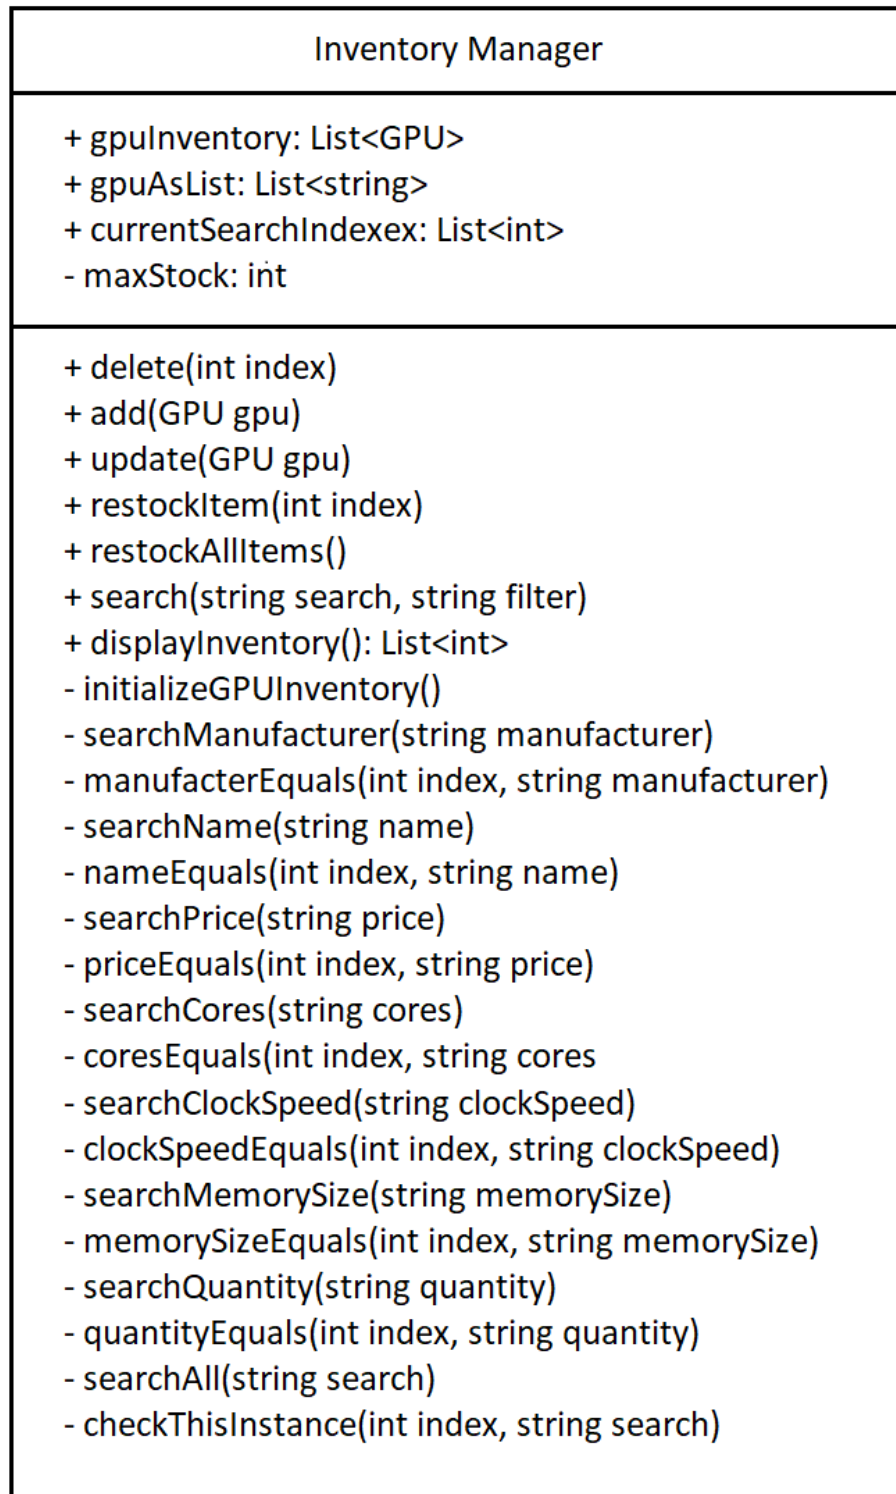 Inventory Manager
+ gpuInventory: List<GPU>
+ gpuAsList: List<string>
+ currentSearchIndexex: List<int>
- maxStock: int
+ delete(int index)
+ add(GPU gpu)
+ update(GPU gpu)
+ restockItem(int index)
+ restockAllItems()
+ search(string search, string filter)
+ displayInventory(): List<int>
- initializeGPUInventory()
- searchManufacturer(string manufacturer)
- manufacterEquals(int index, string manufacturer)
- searchName(string name)
- nameEquals(int index, string name)
- searchPrice(string price)
- priceEquals(int index, string price)
- searchCores(string cores)
- coresEquals(int index, string cores
- searchClockSpeed(string clockSpeed)
- clockSpeedEquals(int index, string clockSpeed)
- searchMemorySize(string memorySize)
- memorySizeEquals(int index, string memorySize)
- searchQuantity(string quantity)
- quantityEquals(int index, string quantity)
- searchAll(string search)
- checkThisInstance(int index, string search)